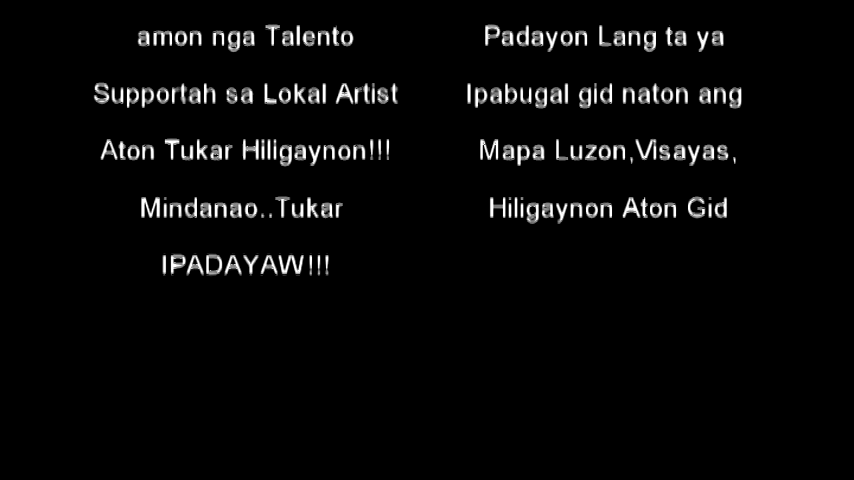 amon nga Talento
Padayon Lang ta ya
Supportah sa Lokal Artist
Ipabugal gid naton ang
Aton Tukar Hiligaynon!!!
Mapa Luzon,Visayas,
Mindanao..Tukar
Hiligaynon Aton Gid
IPADAYAW!!!